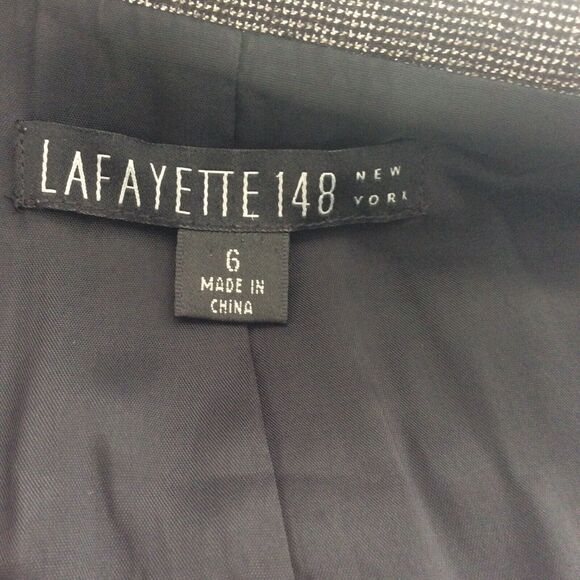 LAFAYETTE 148 NEW YORK
6
MADE IN
CHINA